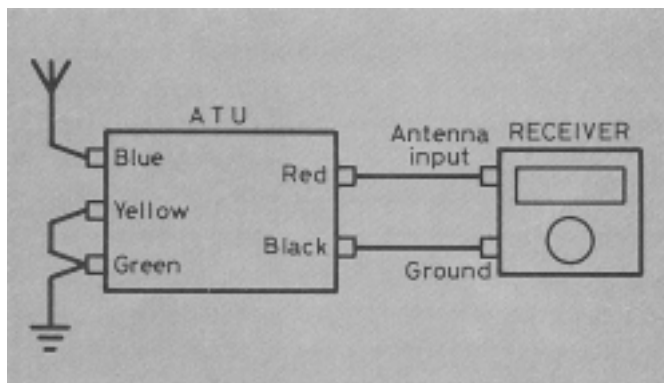 ATU
Blue
Yellow
Green
Red
Black
Antenna
input
Ground
RECEIVER